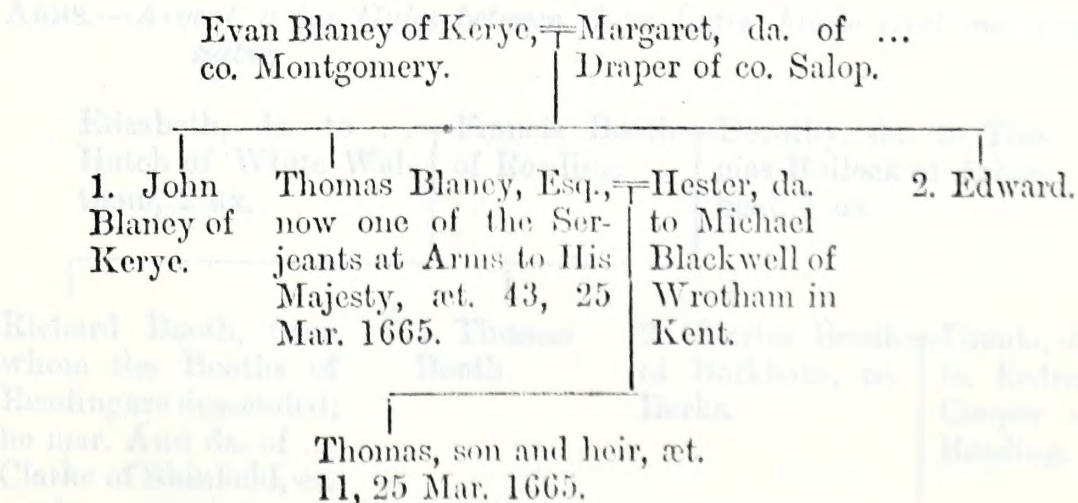 Evan Blaney of Kerye,
co. Montgomery.
Margaret, da. of ...
Draper of co. Salop.
1. John
Blaney of
Kerye.
Thomas Blaney, Esq.,
now one of the Ser-
jeants at Arms to His
Majesty, æt. 43, 25
Mar. 1665.
Hester, da.
to Michael
Blackwell of
Wrotham in
Kent.
2. Edward.
Thomas, son and heir, æt.
11, 25 Mar. 1665.